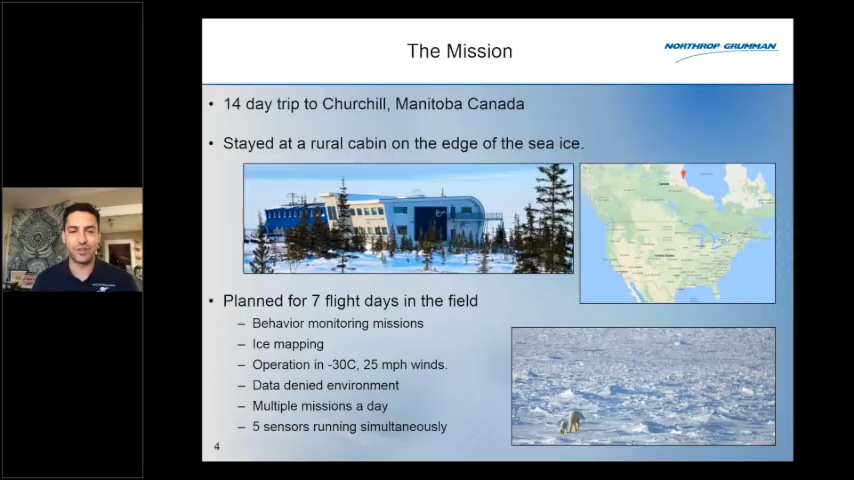 The Mission
NORTHROP GRUMMAN
• 14 day trip to Churchill, Manitoba Canada
• Stayed at a rural cabin on the edge of the sea ice.
• Planned for 7 flight days in the field
– Behavior monitoring missions
– Ice mapping
– Operation in -30C, 25 mph winds.
– Data denied environment
– Multiple missions a day
– 5 sensors running simultaneously
4